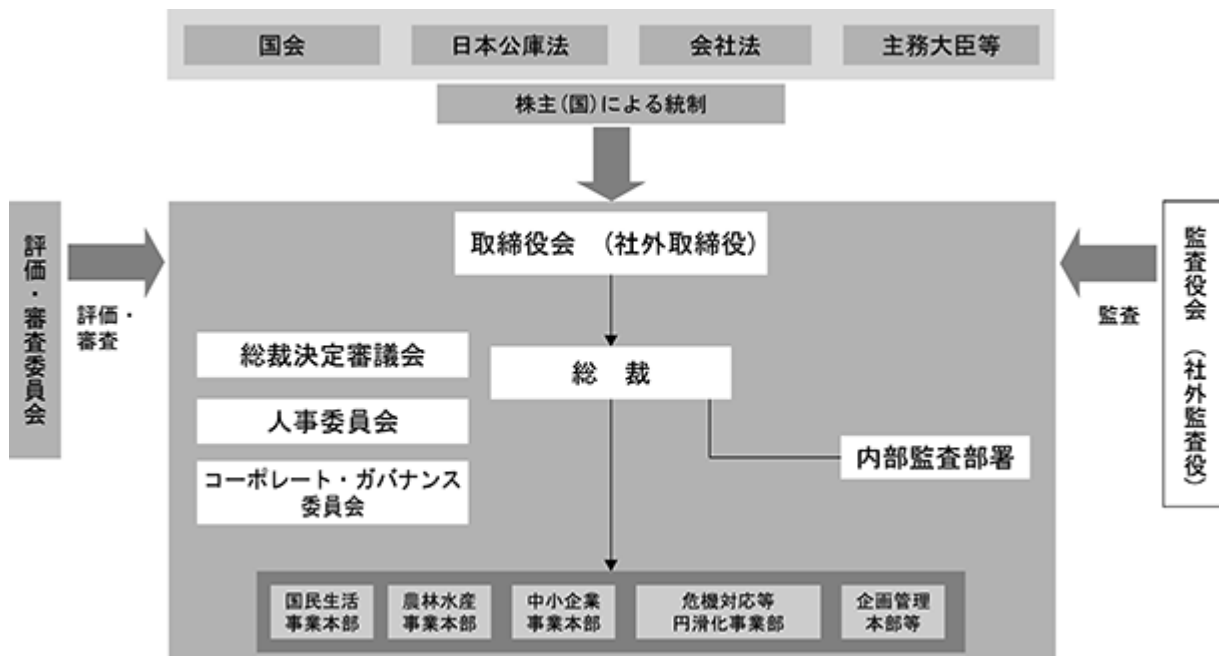 国会
日本公庫法
会社法
主務大臣等
株主(国)による統制
評価・審査委員会
評価・
審査
取締役会 (社外取締役)
監査
監査役会 (社外監査役)
総裁決定審議会
総 裁
人事委員会
内部監査部署
コーポレート・ガバナンス
委員会
国民生活
事業本部
農林水産
事業本部
中小企業
事業本部
危機対応等
円滑化事業部
企画管理
本部等